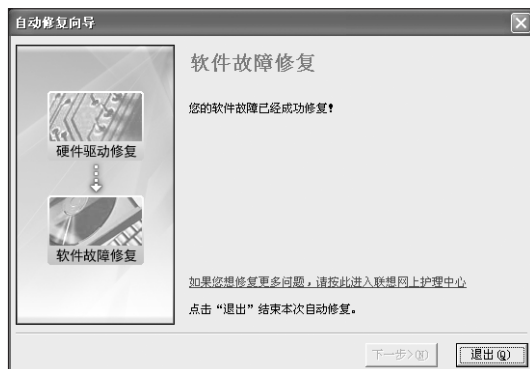 自动修复向导
硬件驱动修复
软件故障修复
软件故障修复
您的软件故障已经成功修复！
如果您想修复更多问题，请按此进入联想网上护理中心
点击“退出”结束本次自动修复。
下一步>(N)
退出(Q)